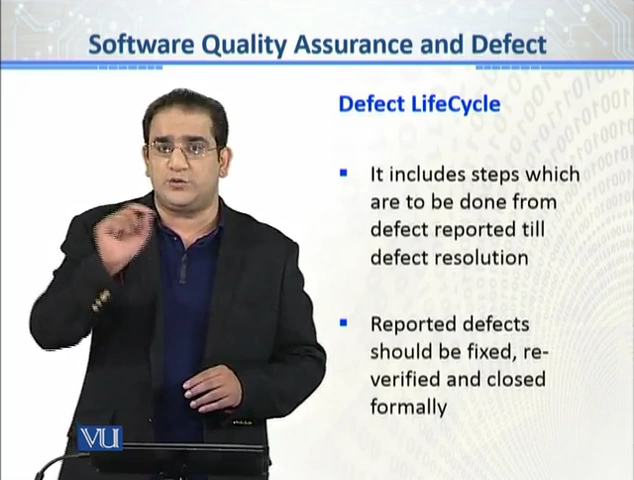 Software Quality Assurance and Defect
Defect LifeCycle
It includes steps which
are to be done from
defect reported till
defect resolution
Reported defects
should be fixed, re-
verified and closed
formally
VU